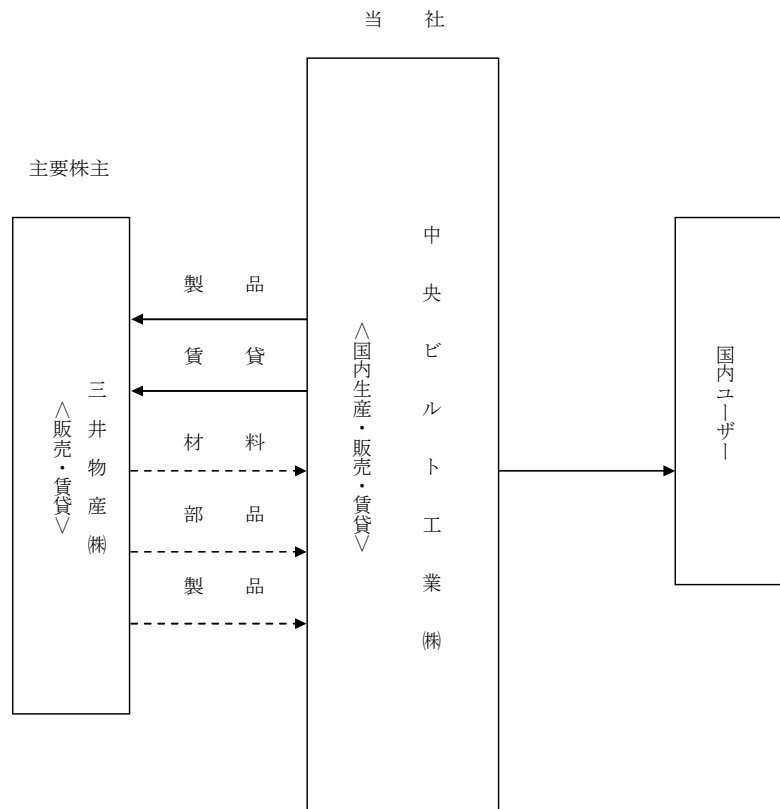 当 社
主要株主
三井物産㈱
＜販売・賃貸＞
製 品
賃 貸
材 料
部 品
製 品
中央ビルト工業㈱
＜国内生産・販売・賃貸＞
国内ユーザー